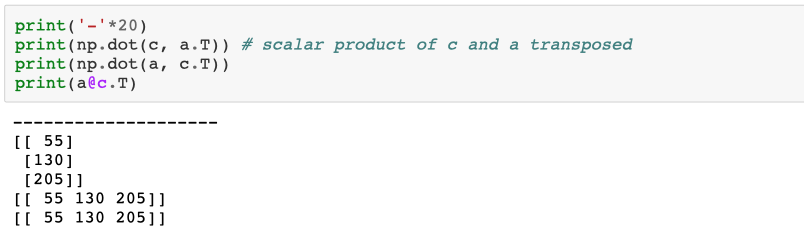 print('-'*20)
print(np.dot(c, a.T)) # scalar product of c and a transposed
print(np.dot(a, c.T))
print(a@c.T)
--------------------
[[ 55]
 [130]
 [205]]
[[ 55 130 205]]
[[ 55 130 205]]